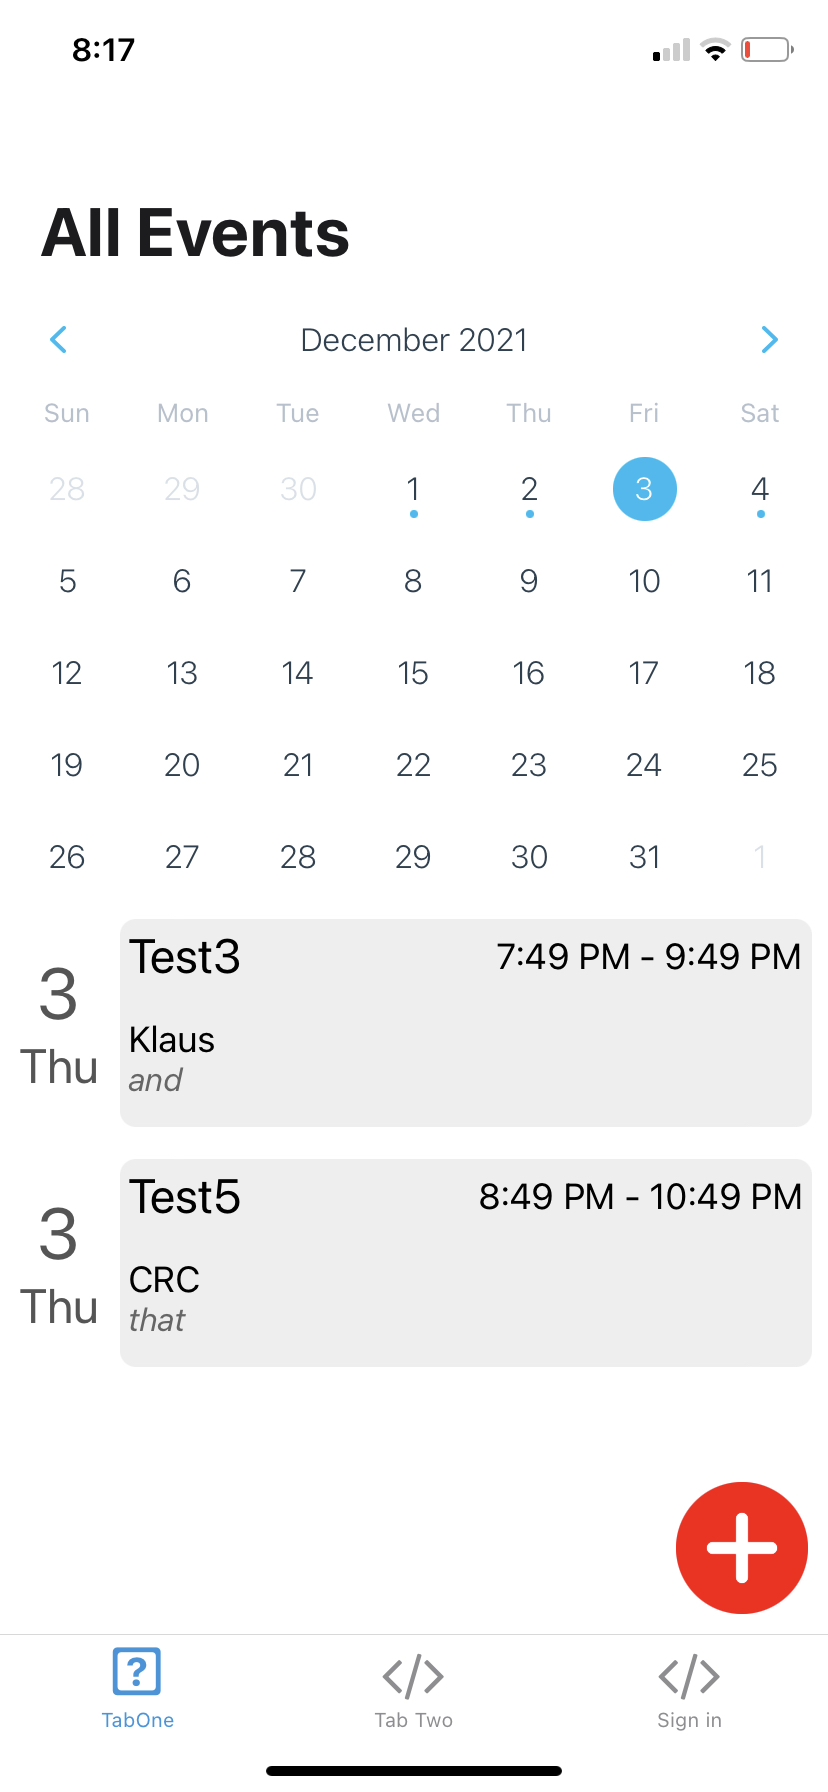 8:17
All Events
December 2021
Sun Mon Tue Wed Thu Fri Sat
28 29 30 1 2 3 4
5 6 7 8 9 10 11
12 13 14 15 16 17 18
19 20 21 22 23 24 25
26 27 28 29 30 31 1
3 Thu
Test3 7:49 PM - 9:49 PM
Klaus
and
3 Thu
Test5 8:49 PM - 10:49 PM
CRC
that
TabOne Tab Two Sign in